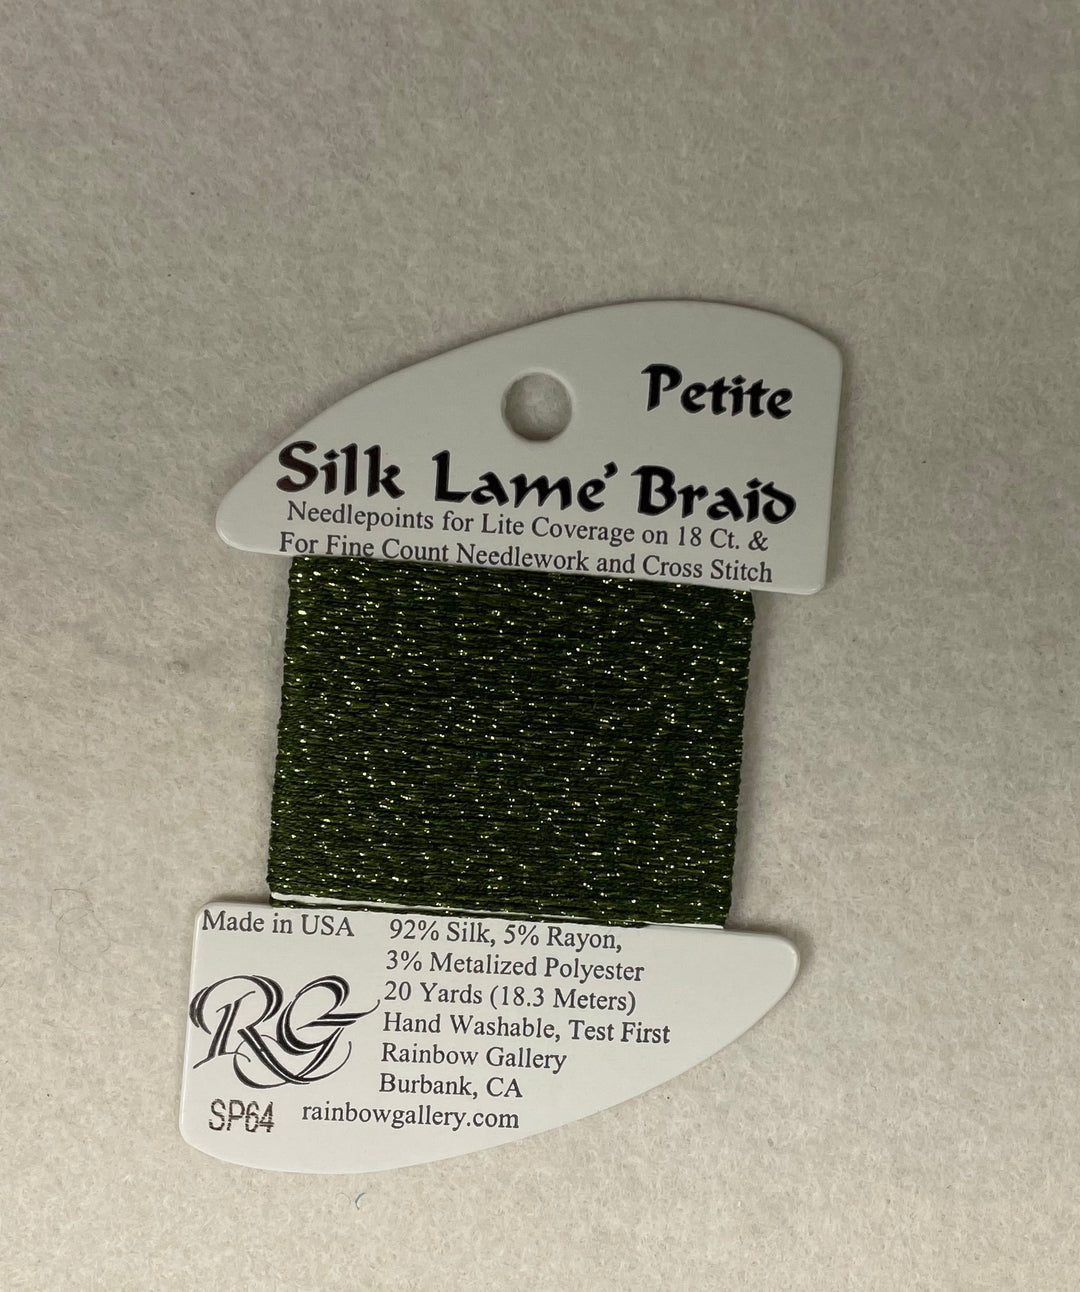 Petite
Silk Lame' Braid
Needlepoints for Lite Coverage on 18 Ct. &
For Fine Count Needlework and Cross Stitch
Made in USA
92% Silk, 5% Rayon,
3% Metalized Polyester
20 Yards (18.3 Meters)
Hand Washable, Test First
Rainbow Gallery
Burbank, CA
rainbowgallery.com
RG
SP64